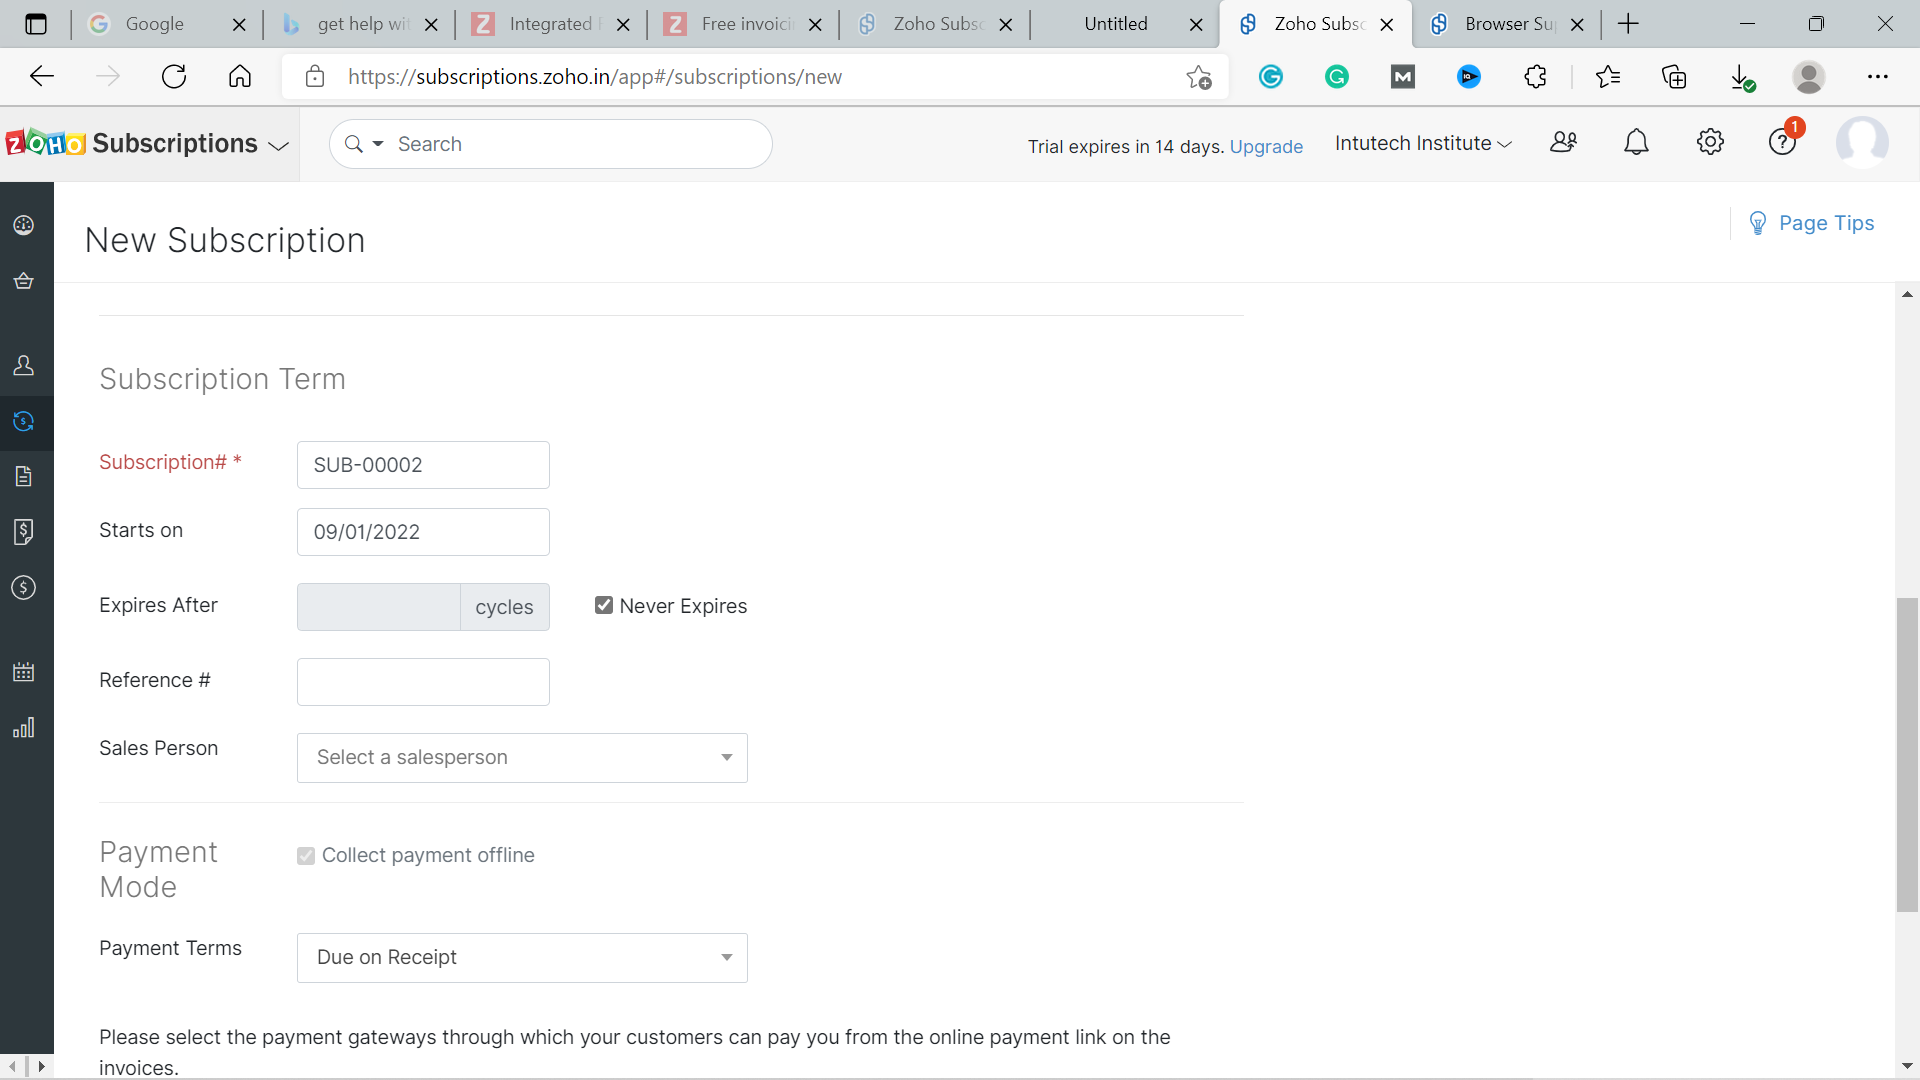 Google
get help wit
Integrated
Free invoicin
Zoho Subsc
Untitled
Zoho Subsc
Browser Sup
https://subscriptions.zoho.in/app#/subscriptions/new
ZOHO Subscriptions
Search
Trial expires in 14 days. Upgrade
Intutech Institute
1
New Subscription
Page Tips
Subscription Term
Subscription# *
SUB-00002
Starts on
09/01/2022
Expires After
cycles
Never Expires
Reference #
Sales Person
Select a salesperson
Payment
Mode
Collect payment offline
Payment Terms
Due on Receipt
Please select the payment gateways through which your customers can pay you from the online payment link on the
invoices.